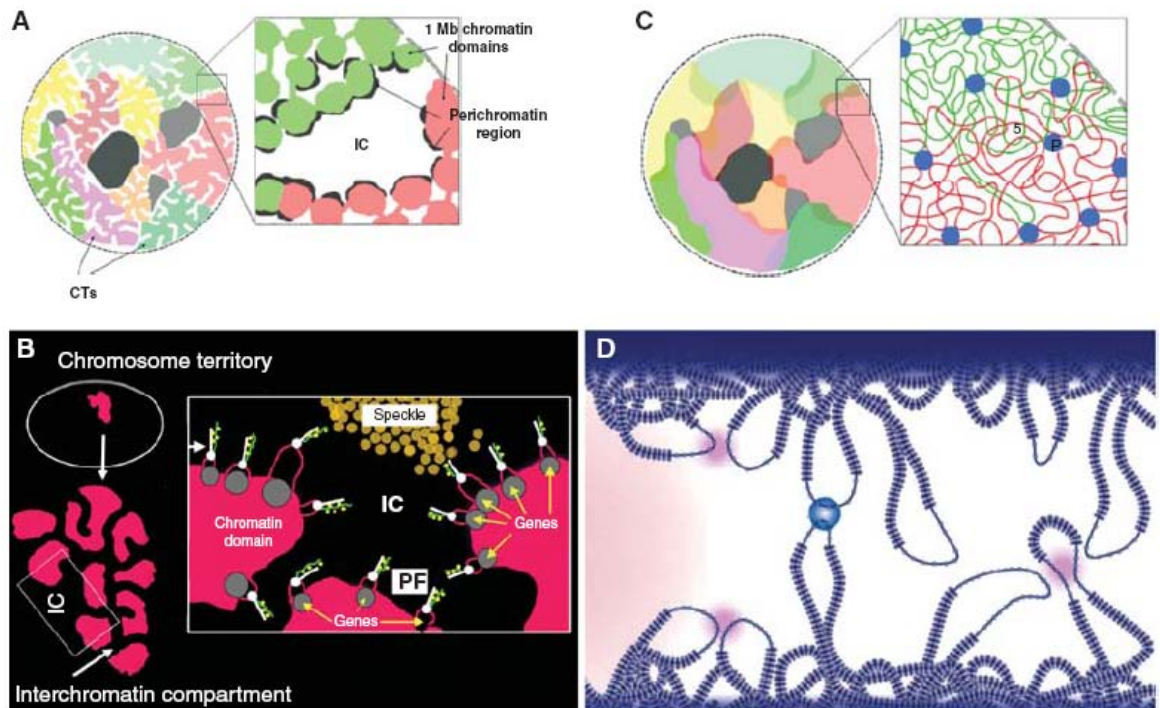 A
1 Mb chromatin
domains
Perichromatin
region
IC
CTs
C
5
P
B
Chromosome territory
Speckle
IC
Genes
Chromatin
domain
PF
Genes
IC
Interchromatin compartment
D